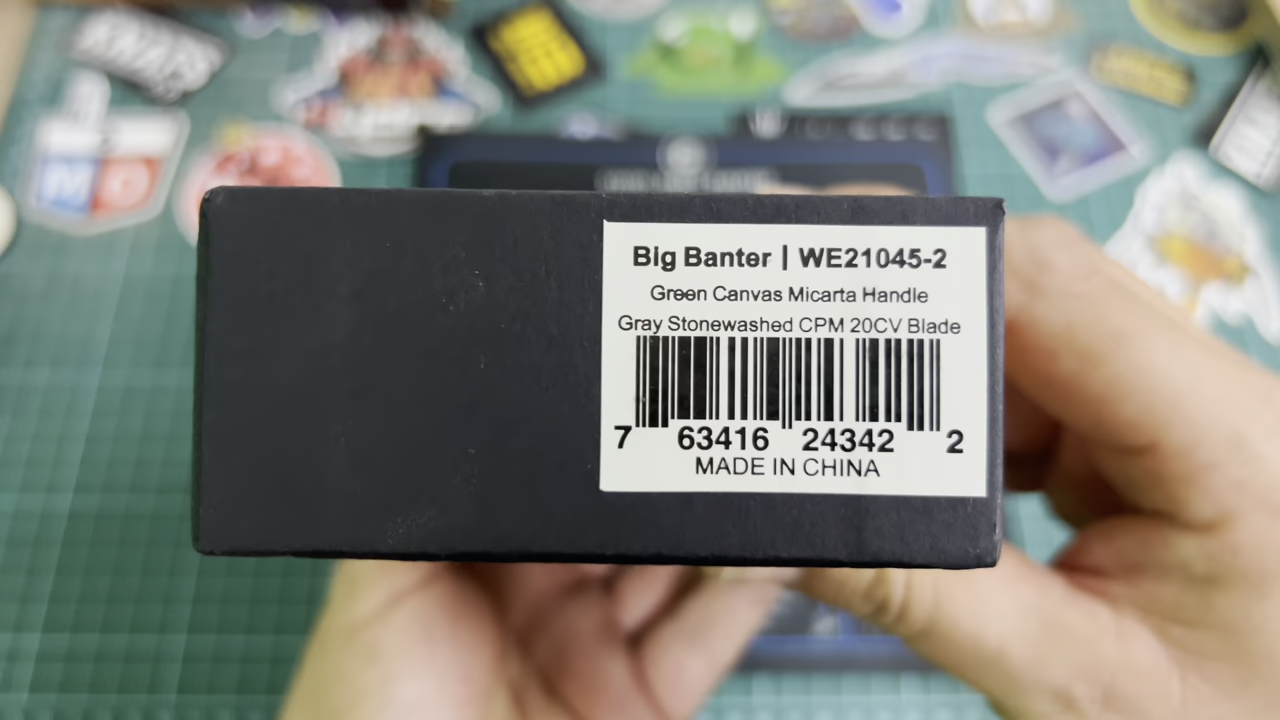 Big Banter | WE21045-2
Green Canvas Micarta Handle
Gray Stonewashed CPM 20CV Blade
7 63416 24342 2
MADE IN CHINA